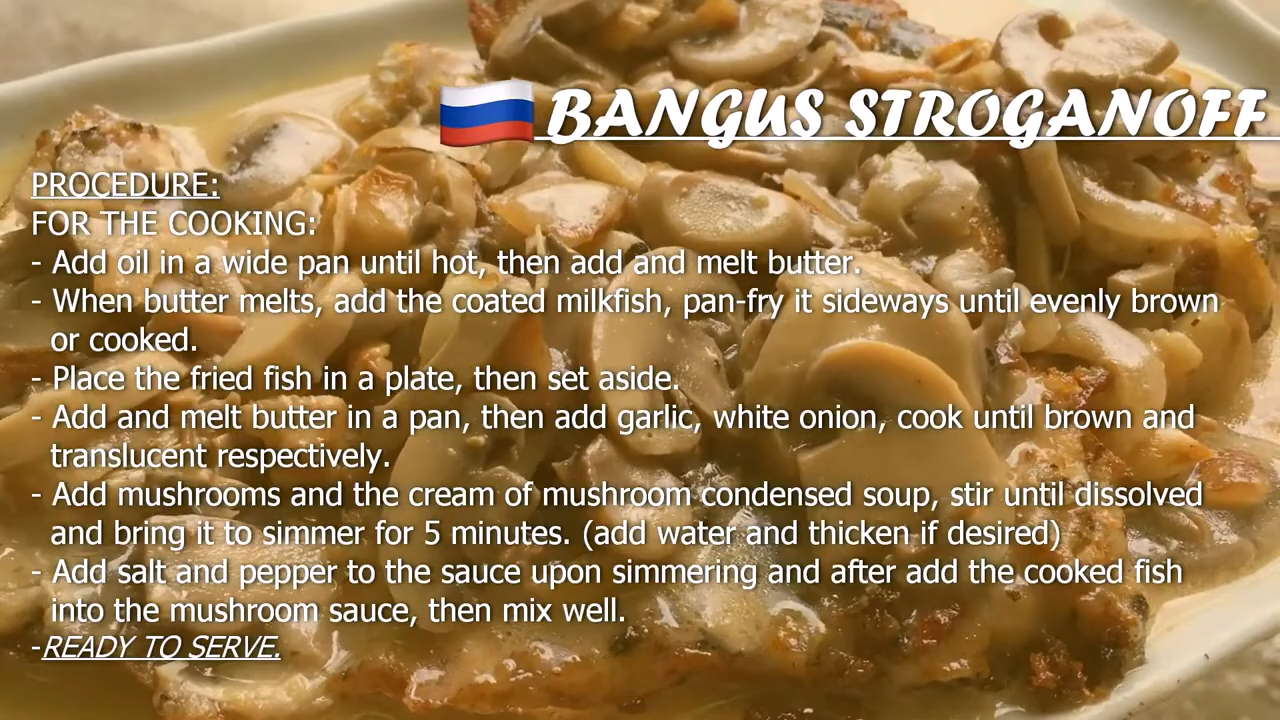 BANGUS STROGANOFF
PROCEDURE:
FOR THE COOKING:
- Add oil in a wide pan until hot, then add and melt butter.
- When butter melts, add the coated milkfish, pan-fry it sideways until evenly brown
or cooked.
- Place the fried fish in a plate, then set aside.
- Add and melt butter in a pan, then add garlic, white onion, cook until brown and
translucent respectively.
- Add mushrooms and the cream of mushroom condensed soup, stir until dissolved
and bring it to simmer for 5 minutes. (add water and thicken if desired)
- Add salt and pepper to the sauce upon simmering and after add the cooked fish
into the mushroom sauce, then mix well.
-READY TO SERVE.